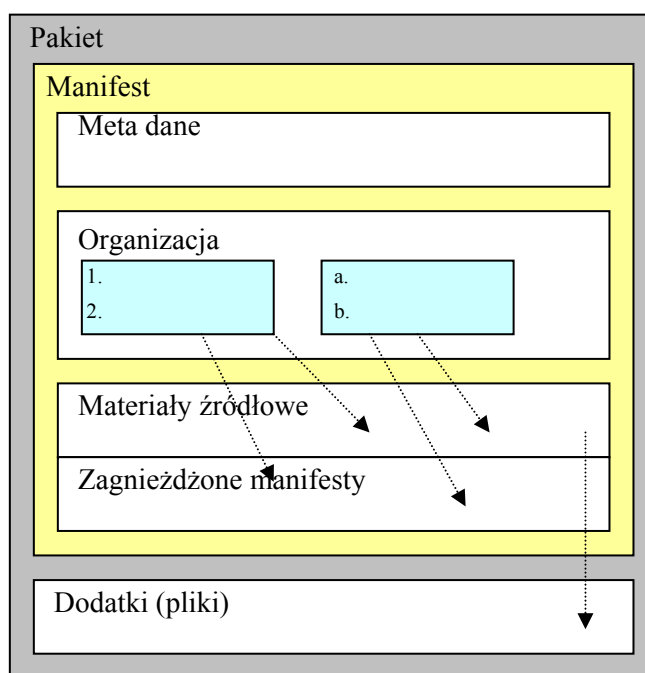 Pakiet
Manifest
Meta dane
Organizacja
1.
2.
a.
b.
Materiały źródłowe
Zagnieżdżone manifesty
Dodatki (pliki)